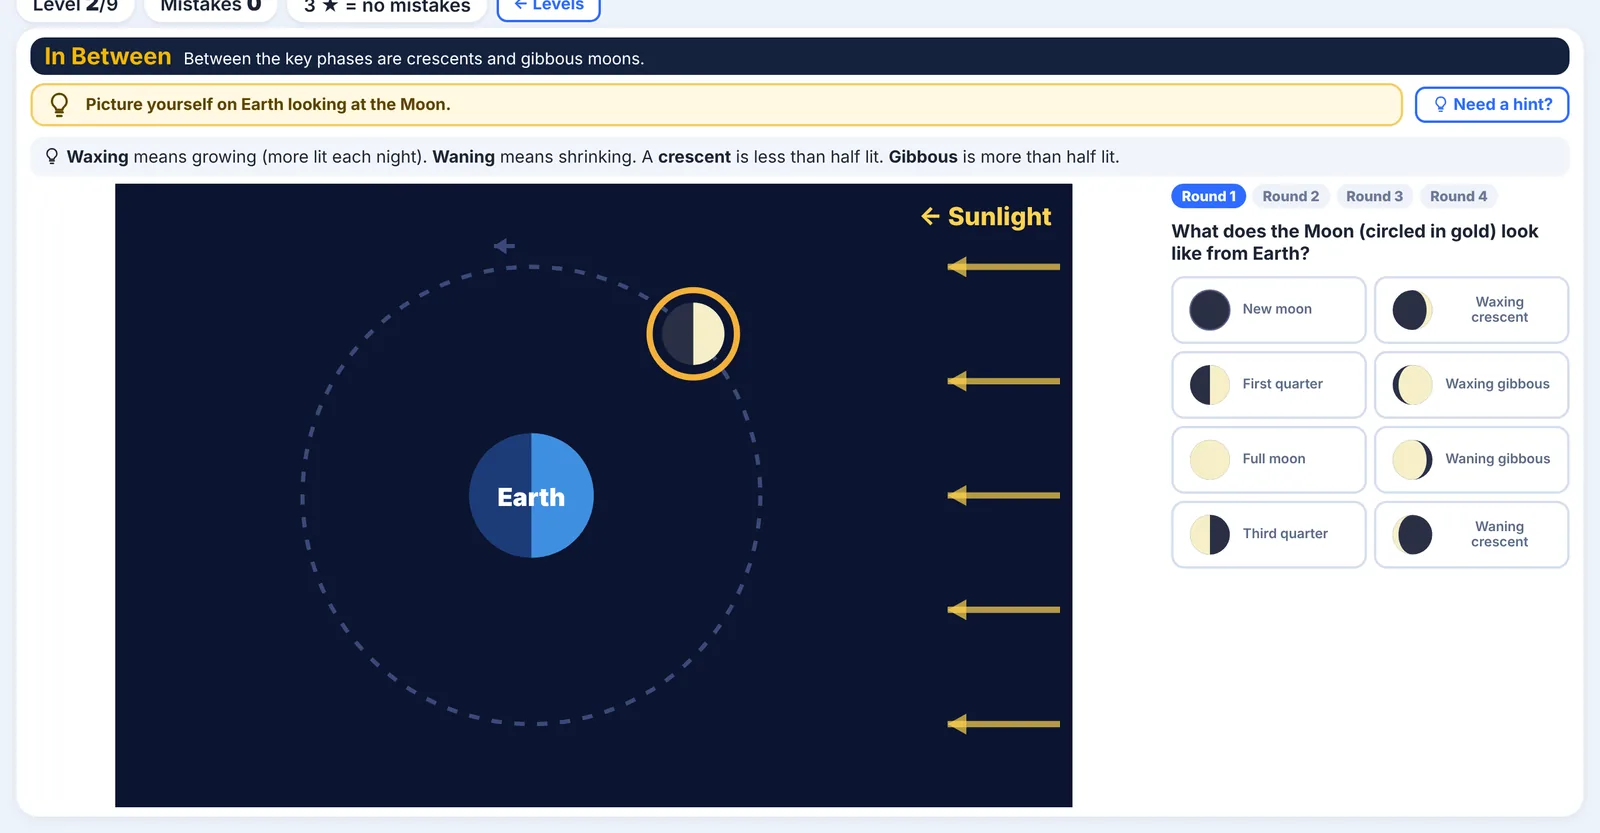 Level 2/9
Mistakes 0
3 ★ = no mistakes
← Levels
In Between Between the key phases are crescents and gibbous moons.
Picture yourself on Earth looking at the Moon.
Need a hint?
Waxing means growing (more lit each night). Waning means shrinking. A crescent is less than half lit. Gibbous is more than half lit.
← Sunlight
Earth
Round 1
Round 2
Round 3
Round 4
What does the Moon (circled in gold) look
like from Earth?
New moon
Waxing
crescent
First quarter
Waxing gibbous
Full moon
Waning gibbous
Third quarter
Waning
crescent